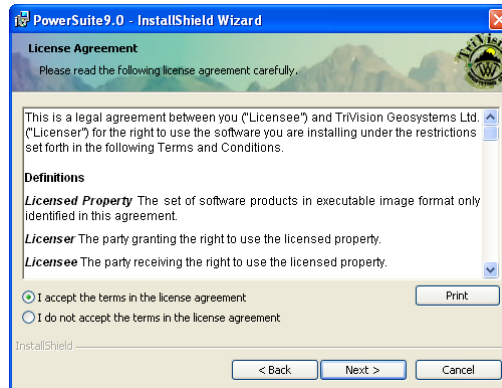 PowerSuite9.0 - InstallShield Wizard
License Agreement
Please read the following license agreement carefully.
TriVision
This is a legal agreement between you ("Licensee") and TriVision Geosystems Ltd.
("Licenser") for the right to use the software you are installing under the restrictions
set forth in the following Terms and Conditions.
Definitions
Licensed Property The set of software products in executable image format only
identified in this agreement.
Licenser The party granting the right to use the licensed property.
Licensee The party receiving the right to use the licensed property.
I accept the terms in the license agreement
Print
I do not accept the terms in the license agreement
InstallShield
< Back
Next >
Cancel